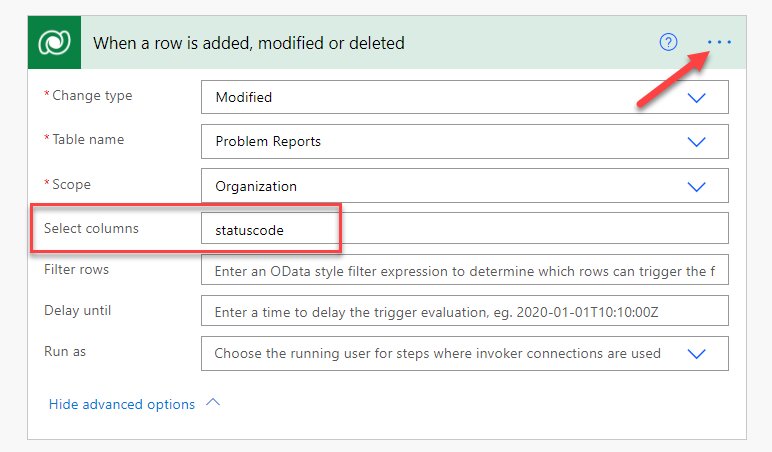 When a row is added, modified or deleted
* Change type Modified
* Table name Problem Reports
* Scope Organization
Select columns statuscode
Filter rows Enter an OData style filter expression to determine which rows can trigger the f
Delay until Enter a time to delay the trigger evaluation, eg. 2020-01-01T10:10:00Z
Run as Choose the running user for steps where invoker connections are used
Hide advanced options